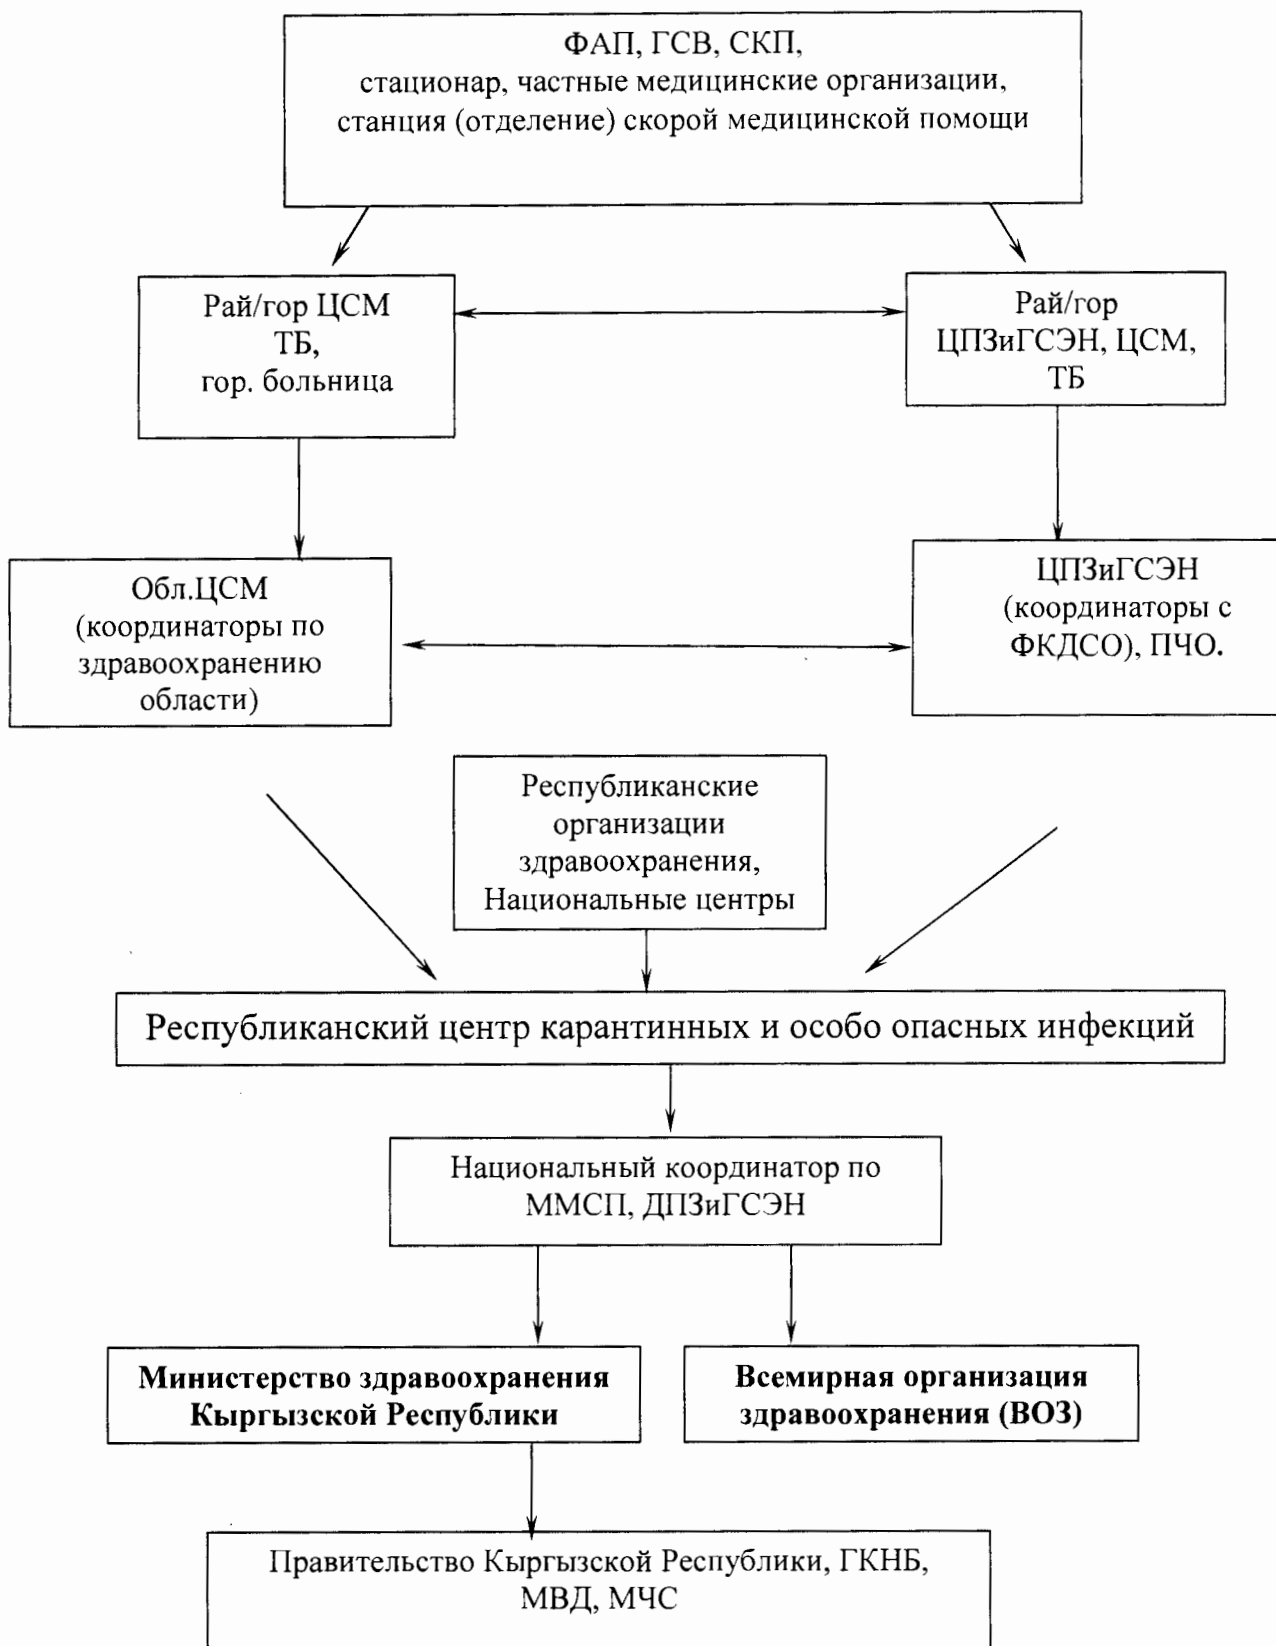 ФАП, ГСВ, СКП,
стационар, частные медицинские организации,
станция (отделение) скорой медицинской помощи
Рай/гор ЦСМ
ТБ,
гор. больница
Рай/гор
ЦПЗиГСЭН, ЦСМ,
ТБ
Обл.ЦСМ
(координаторы по
здравоохранению
области)
ЦПЗиГСЭН
(координаторы с
ФКДСО), ПЧО.
Республиканские
организации
здравоохранения,
Национальные центры
Республиканский центр карантинных и особо опасных инфекций
Национальный координатор по
ММСП, ДПЗиГСЭН
Министерство здравоохранения
Кыргызской Республики
Всемирная организация
здравоохранения (ВОЗ)
Правительство Кыргызской Республики, ГКНБ,
МВД, МЧС